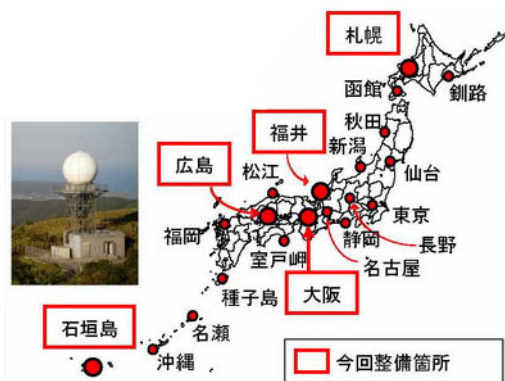 札幌
函館
釧路
秋田
福井
新潟
広島
松江
仙台
福岡
東京
静岡
長野
室戸岬
名古屋
種子島
大阪
石垣島
名瀬
沖縄
今回整備箇所